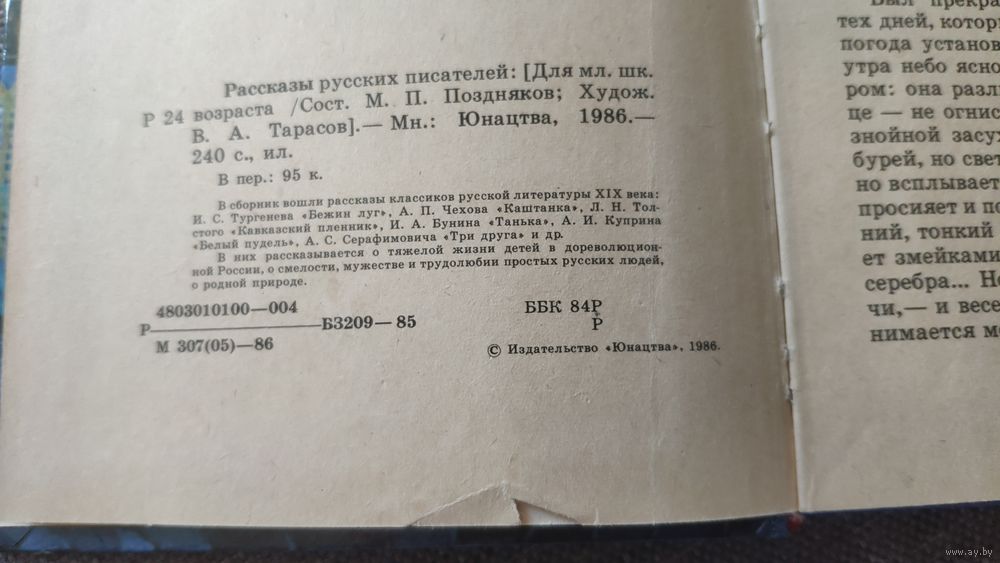 Рассказы русских писателей: [Для мл. шк.
Р 24 возраста /Сост. М. П. Поздняков; Худож.
В. А. Тарасов].— Мн.: Юнацтва, 1986.—
240 с., ил.
В пер.: 95 к.
В сборник вошли рассказы классиков русской литературы XIX века:
И. С. Тургенева «Бежин луг», А. П. Чехова «Каштанка», Л. Н. Тол-
стого «Кавказский пленник», И. А. Бунина «Танька», А. И. Куприна
«Белый пудель», А. С. Серафимовича «Три друга» и др.
В них рассказывается о тяжелой жизни детей в дореволюцион-
ной России, о смелости, мужестве и трудолюбии простых русских людей,
о родной природе.
4803010100—004
Р——————Б3209—85
М 307(05)—86
ББК 84Р
Р
© Издательство «Юнацтва», 1986.
Был прекра
тех дней, котор
погода установ
утра небо ясно
ром: она разл
це — не огнис
знойной засух
бурей, но свет
но всплывает
просияет и по
ний, тонкий
ет змейками
серебра... Но
чи,— и весе
нимается м
www.ay.by